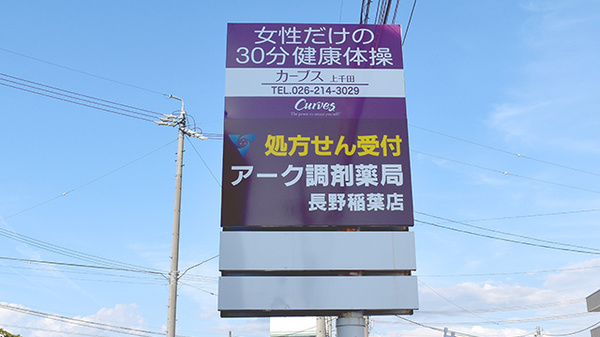 女性だけの
30分健康体操
カーブス 上千田
TEL.026-214-3029
Curves
処方せん受付
アーク調剤薬局
長野稲葉店